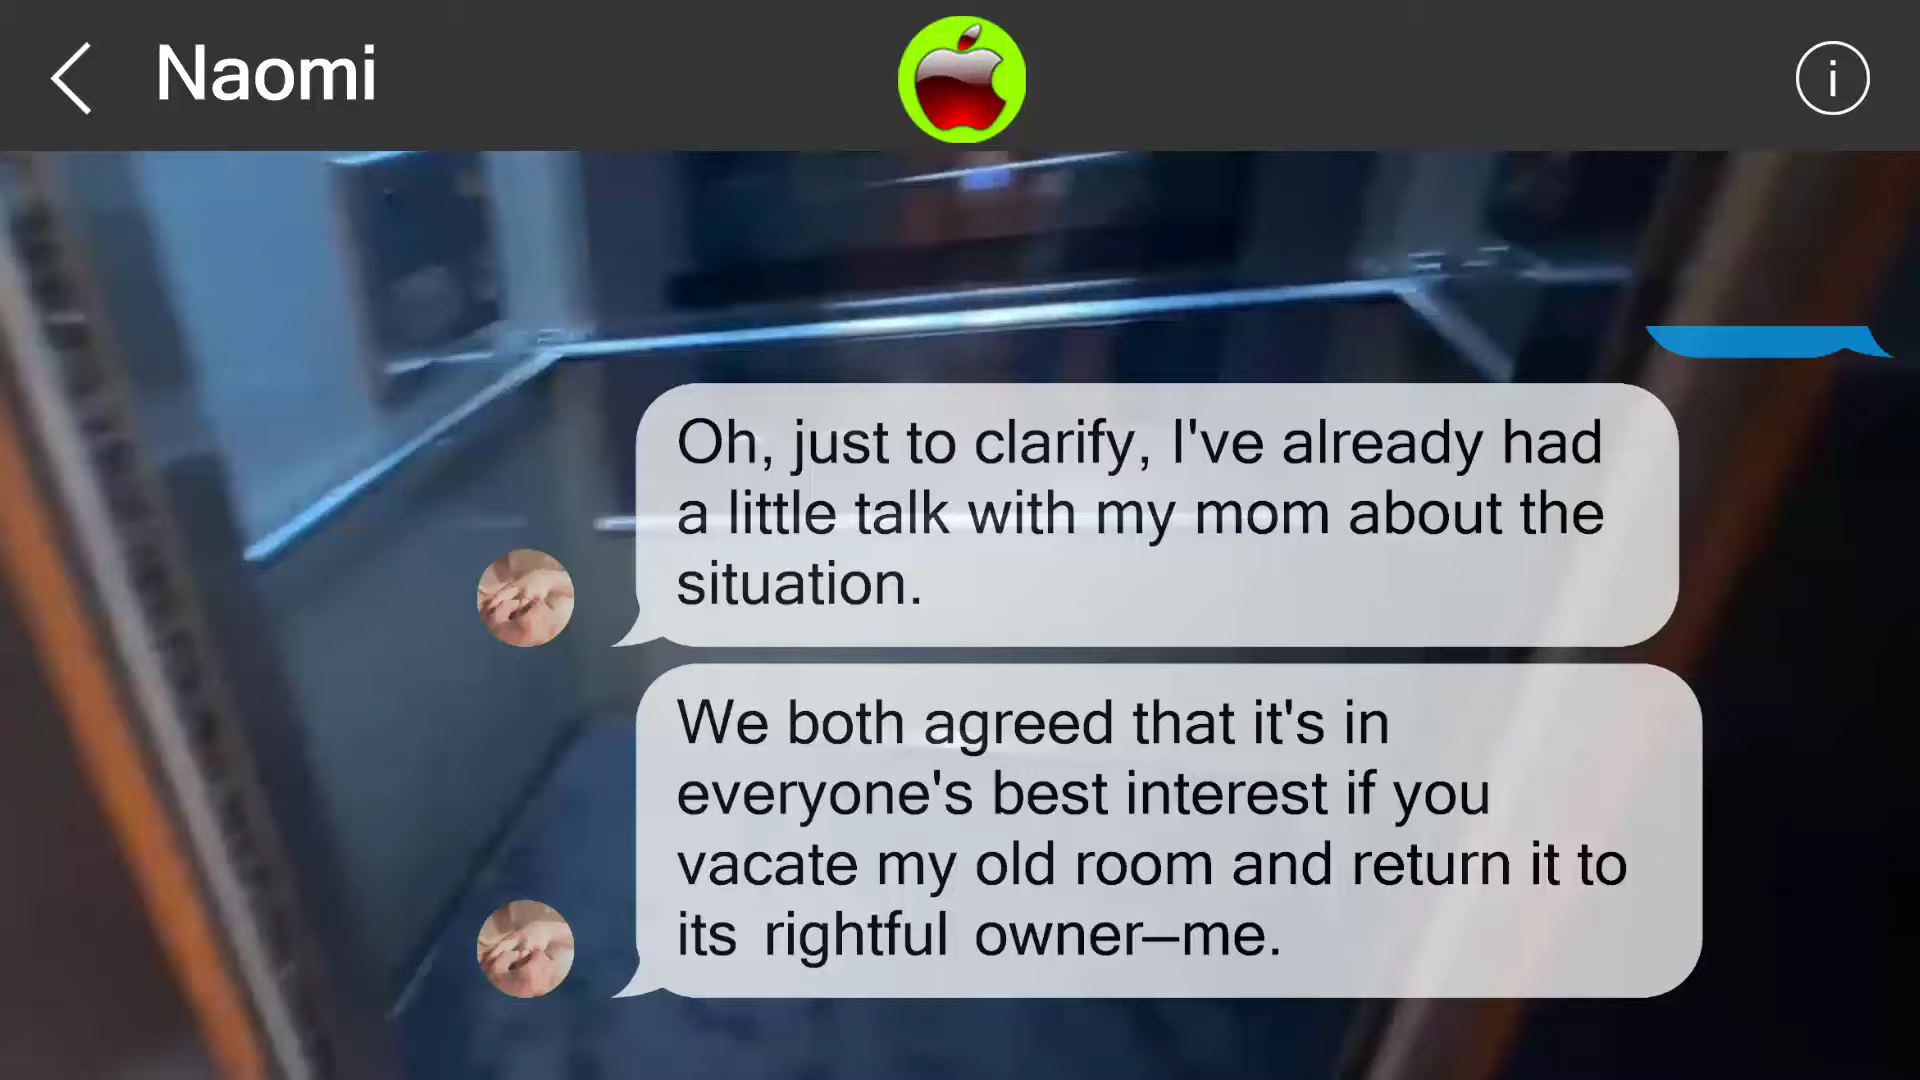 Naomi
Oh, just to clarify, I've already had
a little talk with my mom about the
situation.
We both agreed that it's in
everyone's best interest if you
vacate my old room and return it to
its rightful owner—me.